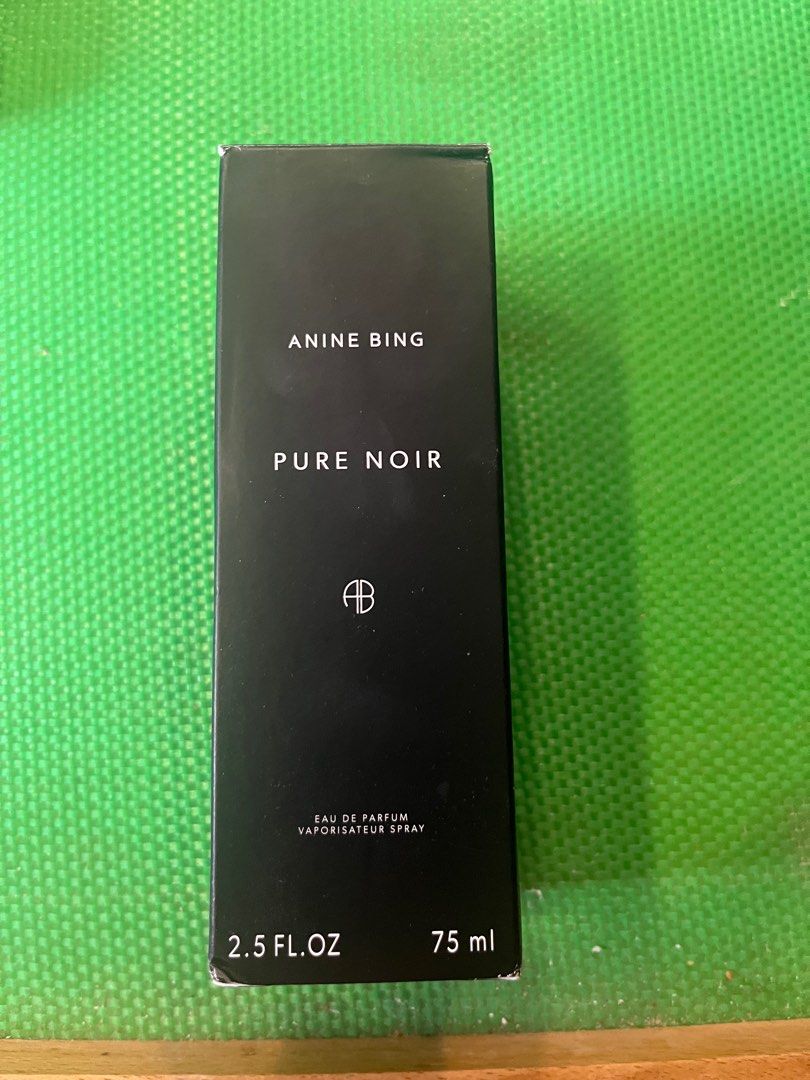 ANINE BING
PURE NOIR
AB
EAU DE PARFUM
VAPORISATEUR SPRAY
2.5 FL.OZ 75 ml